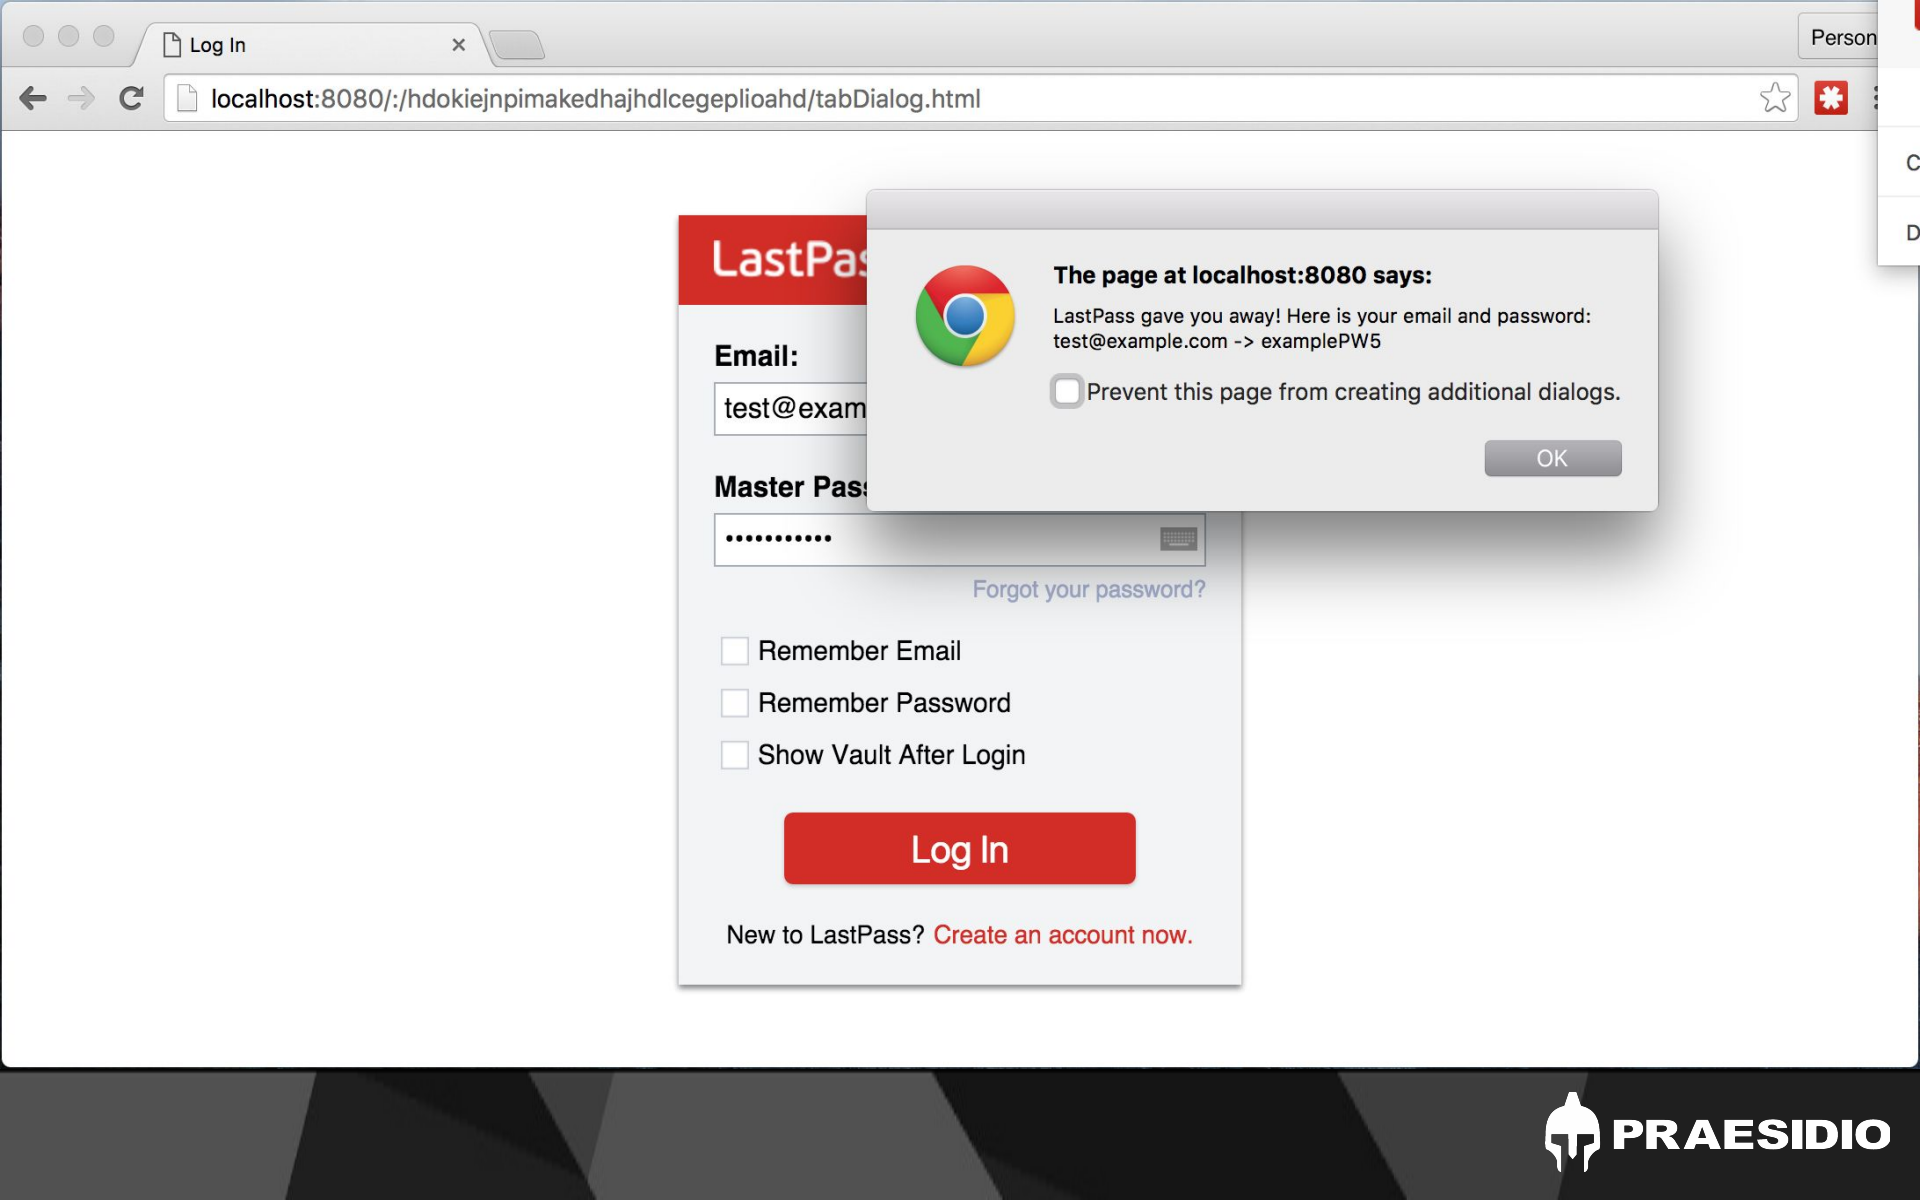 Log In
Person
localhost:8080/:/hdokiejnpimakedhajhdlcegeplioahd/tabDialog.html
C
D
LastPas
The page at localhost:8080 says:
LastPass gave you away! Here is your email and password:
test@example.com -> examplePW5
Prevent this page from creating additional dialogs.
OK
Email:
test@exam
Master Pass
•••••••••••
Forgot your password?
Remember Email
Remember Password
Show Vault After Login
Log In
New to LastPass? Create an account now.
PRAESIDIO